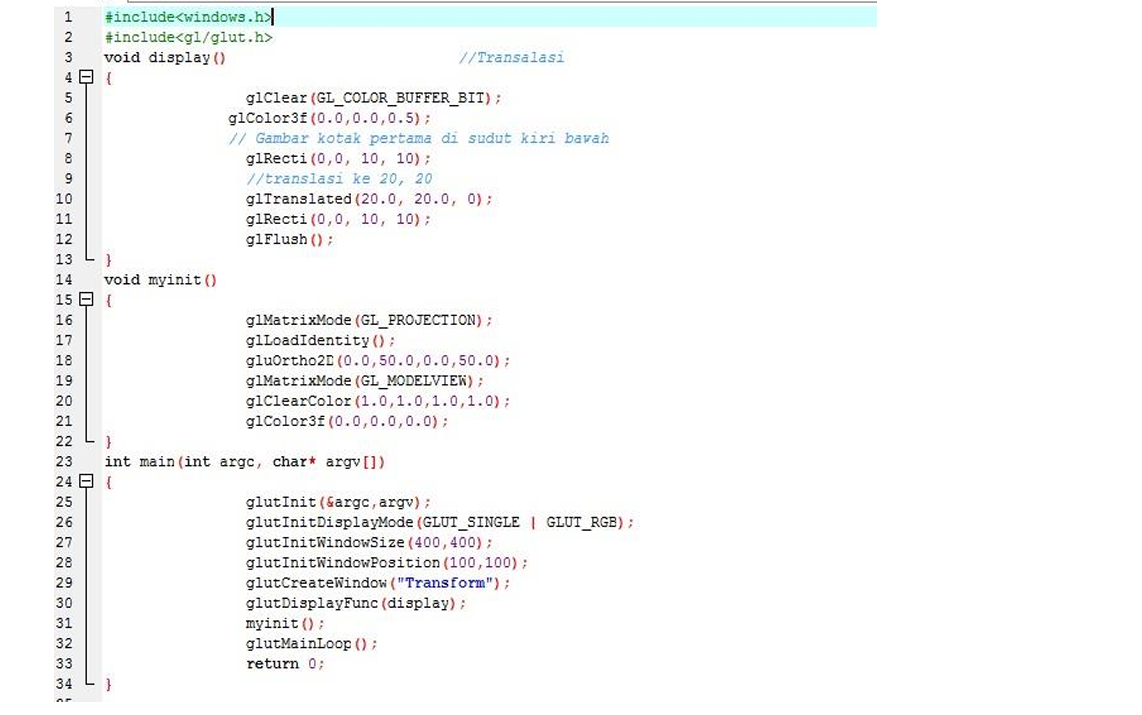 1 #include<windows.h>
2 #include<gl/glut.h>
3 void display() //Transalasi
4 {
5 glClear(GL_COLOR_BUFFER_BIT);
6 glColor3f(0.0,0.0,0.5);
7 // Gambar kotak pertama di sudut kiri bawah
8 glRecti(0,0, 10, 10);
9 //translasi ke 20, 20
10 glTranslated(20.0, 20.0, 0);
11 glRecti(0,0, 10, 10);
12 glFlush();
13 }
14 void myinit()
15 {
16 glMatrixMode(GL_PROJECTION);
17 glLoadIdentity();
18 gluOrtho2D(0.0,50.0,0.0,50.0);
19 glMatrixMode(GL_MODELVIEW);
20 glClearColor(1.0,1.0,1.0,1.0);
21 glColor3f(0.0,0.0,0.0);
22 }
23 int main(int argc, char* argv[])
24 {
25 glutInit(&argc,argv);
26 glutInitDisplayMode(GLUT_SINGLE | GLUT_RGB);
27 glutInitWindowSize(400,400);
28 glutInitWindowPosition(100,100);
29 glutCreateWindow("Transform");
30 glutDisplayFunc(display);
31 myinit();
32 glutMainLoop();
33 return 0;
34 }